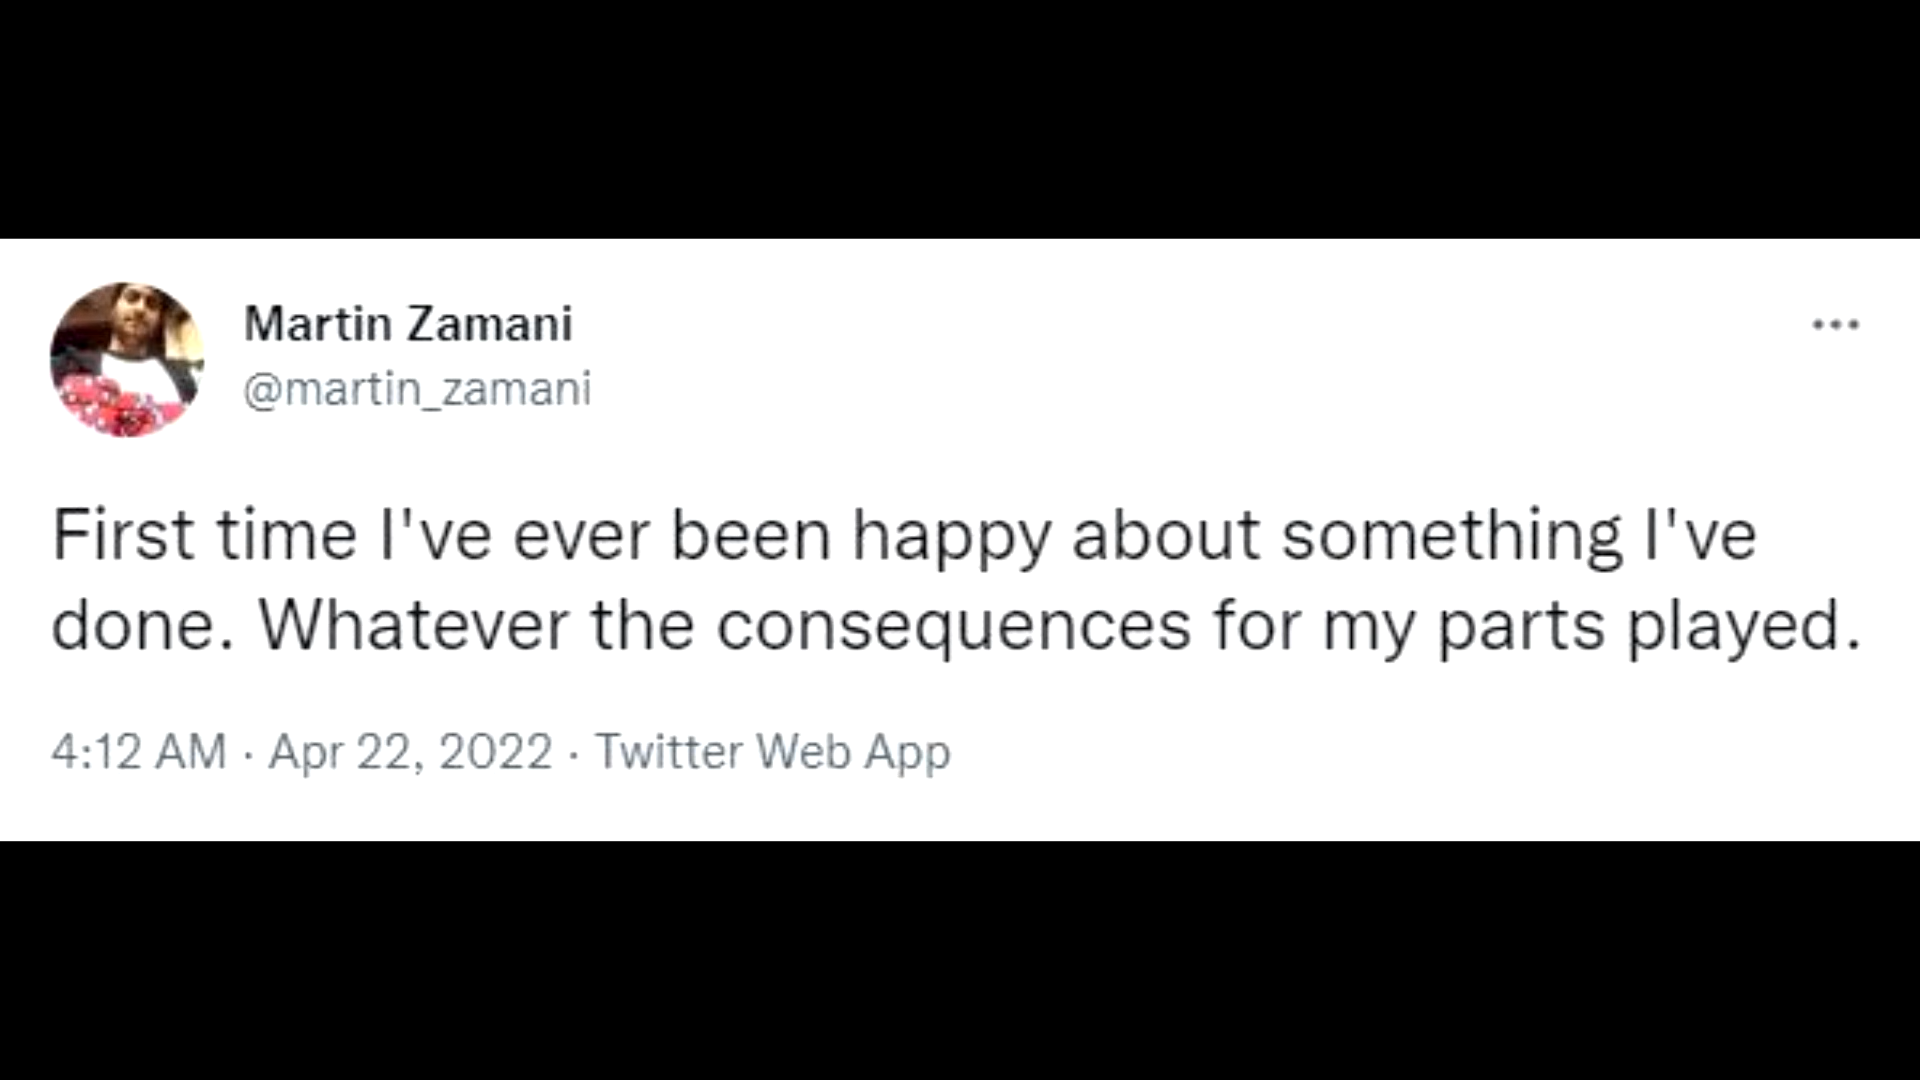 Martin Zamani
@martin_zamani
First time I've ever been happy about something I've
done. Whatever the consequences for my parts played.
4:12 AM · Apr 22, 2022 · Twitter Web App